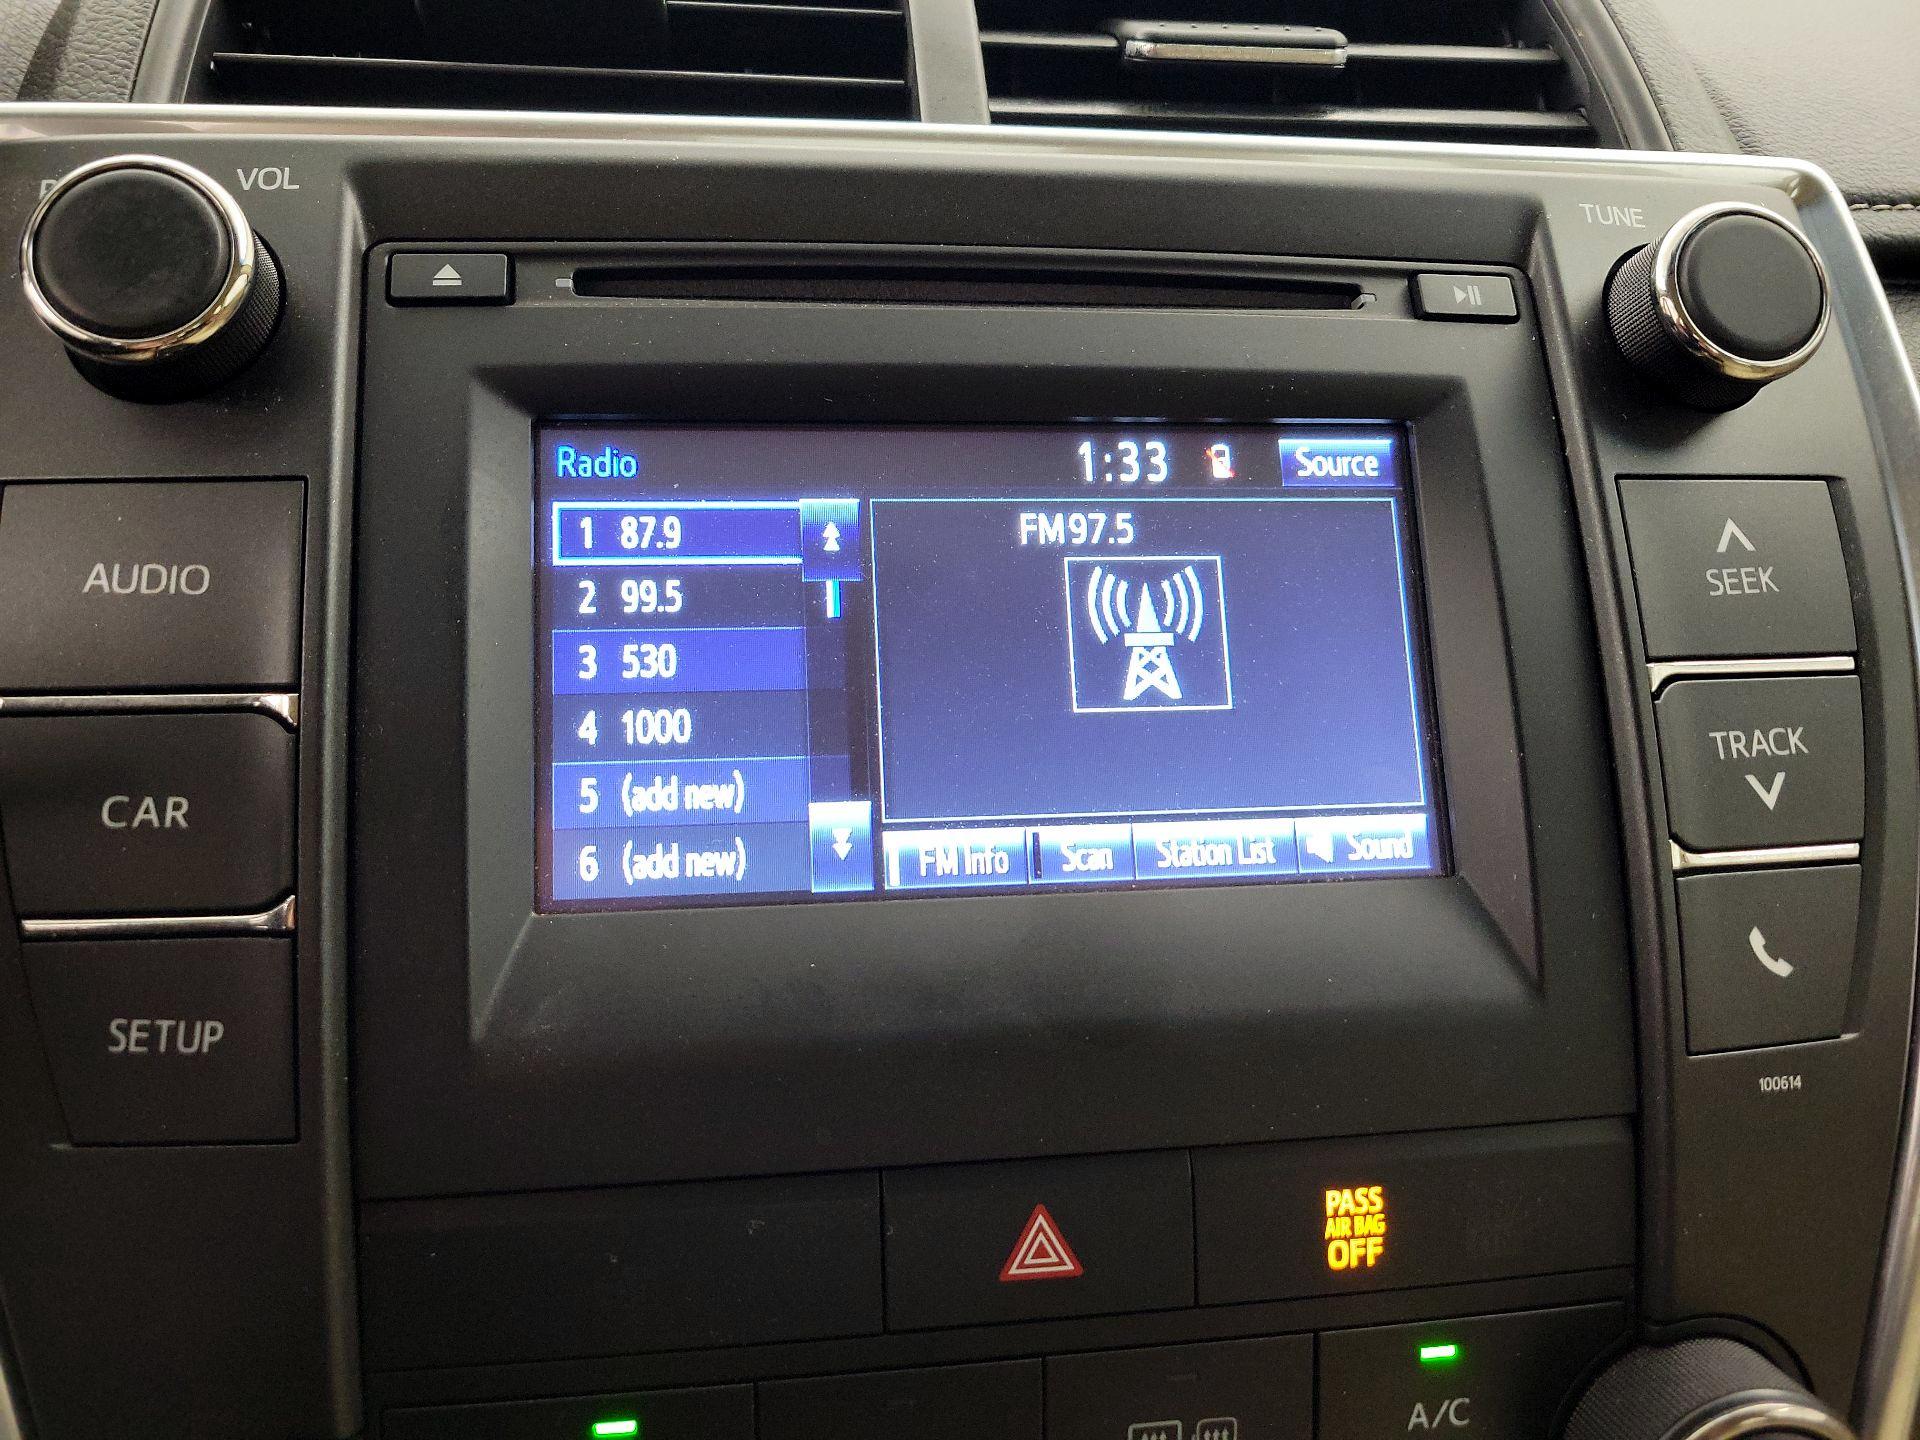 VOL
TUNE
Radio
1:33
Source
1 87.9
2 99.5
3 530
4 1000
5 (add new)
6 (add new)
FM 97.5
FM Info
Scan
Station List
Sound
AUDIO
CAR
SETUP
SEEK
TRACK
100614
PASS
AIR BAG
OFF
A/C